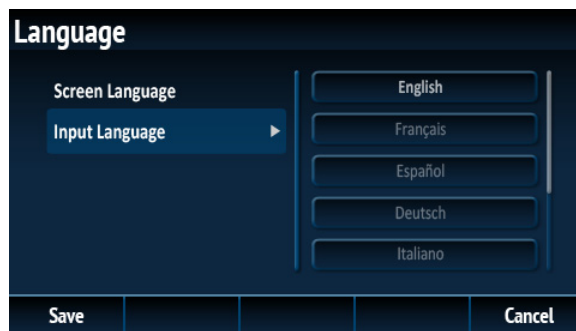 Language
Screen Language
Input Language
English
Français
Español
Deutsch
Italiano
Save
Cancel